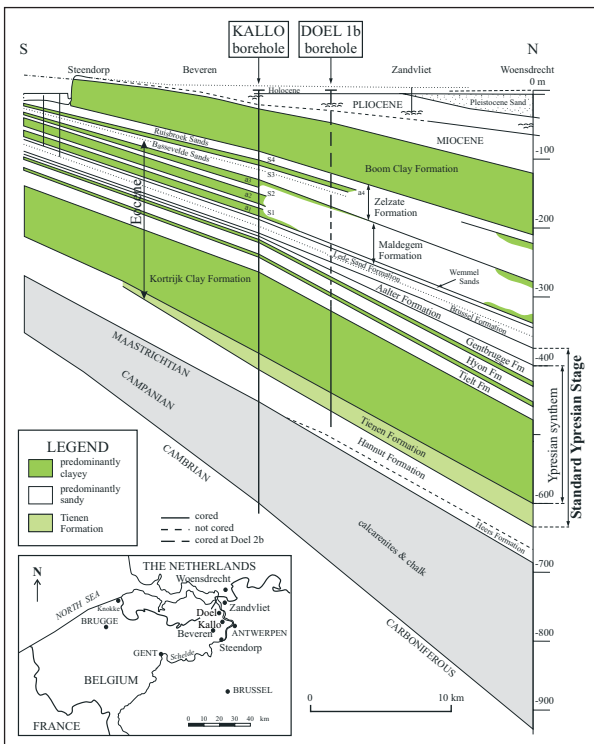 KALLO
borehole
DOEL 1b
borehole
S
N
Steendorp
Beveren
Zandvliet
Woensdrecht
0 m
Holocene
PLIOCENE
Pleistocene Sand
MIOCENE
-100
Ruisbroek Sands
Bassevelde Sands
S4
S3
a3
a2
S2
a1
S1
a4
Boom Clay Formation
Zelzate
Formation
-200
Eocene
Maldegem
Formation
Lede Sand Formation
Wemmel
Sands
Kortrijk Clay Formation
Aalter Formation
Brussel Formation
-300
Gentbrugge Fm
Hyon Fm
Tielt Fm
-400
MAASTRICHTIAN
CAMPANIAN
CAMBRIAN
Tienen Formation
Hannut Formation
-500
Ypresian synthem
Standard Ypresian Stage
-600
Heers Formation
calcarenites & chalk
-700
CARBONIFEROUS
-800
-900
LEGEND
predominantly
clayey
predominantly
sandy
Tienen
Formation
cored
not cored
cored at Doel 2b
N
THE NETHERLANDS
Woensdrecht
NORTH SEA
Knokke
BRUGGE
Zandvliet
Doel
Kallo
Beveren
ANTWERPEN
Steendorp
GENT
Schelde
BELGIUM
BRUSSEL
FRANCE
0 10 20 30 40 km
0
10 km